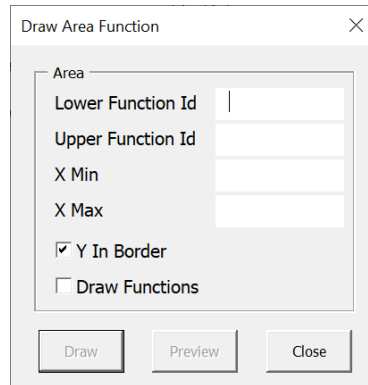 Draw Area Function
Area
Lower Function Id
Upper Function Id
X Min
X Max
Y In Border
Draw Functions
Draw Preview Close